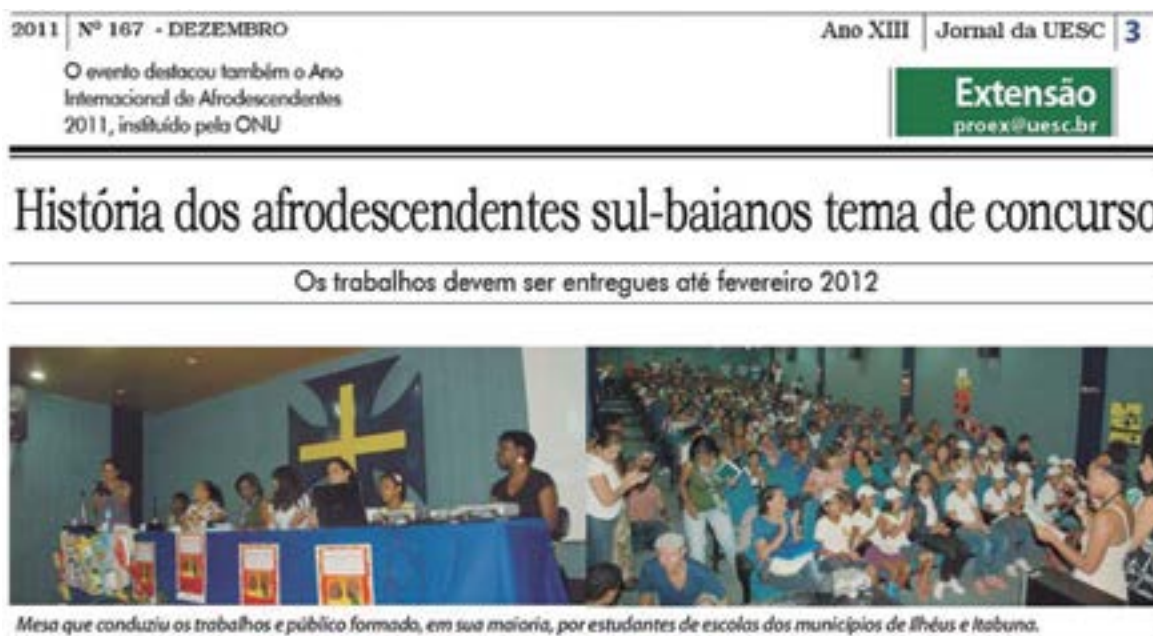 2011 Nº 167 - DEZEMBRO
Ano XIII Jornal da UESC 3
O evento destacou também o Ano
Internacional de Afrodescendentes
2011, instituído pela ONU
Extensão
proex@uesc.br
História dos afrodescendentes sul-baianos tema de concurso
Os trabalhos devem ser entregues até fevereiro 2012
Mesa que conduziu os trabalhos e público formado, em sua maioria, por estudantes de escolas dos municípios de Ilhéus e Itabuna.